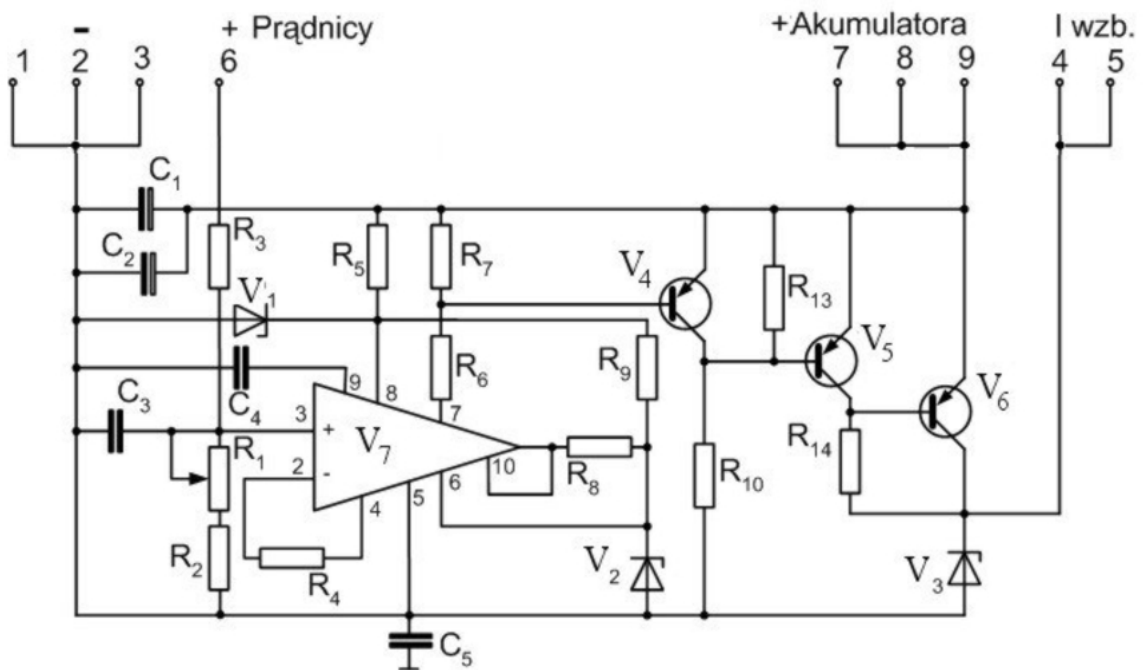 - + Prądnicy +Akumulatora I wzb.
1 2 3 6 7 8 9 4 5
C1
C2
R3
R5
R7
V4
R13
V1
R6
R9
V5
V6
C4
9
8
7
C3
3
+
V7
R1
2
-
10
R8
R10
R14
6
5
4
R2
R4
V2
V3
C5